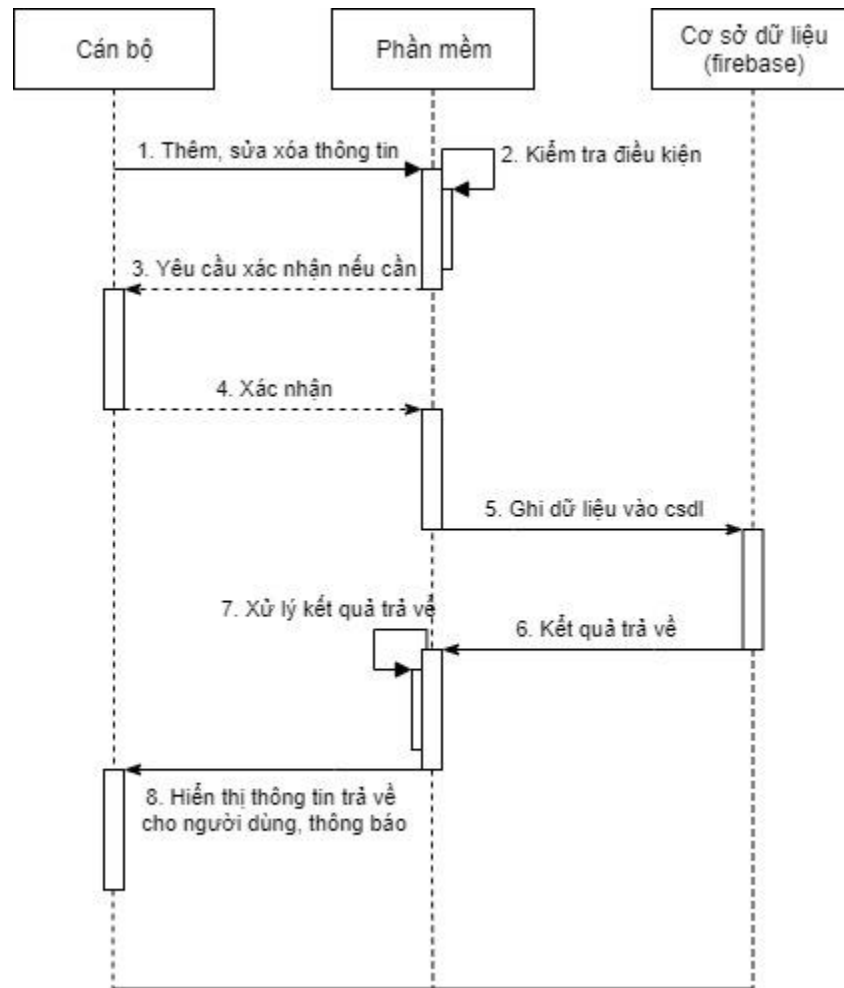 Cán bộ
Phần mềm
Cơ sở dữ liệu
(firebase)
1. Thêm, sửa xóa thông tin
2. Kiểm tra điều kiện
3. Yêu cầu xác nhận nếu cần
4. Xác nhận
5. Ghi dữ liệu vào csdl
7. Xử lý kết quả trả về
6. Kết quả trả về
8. Hiển thị thông tin trả về
cho người dùng, thông báo